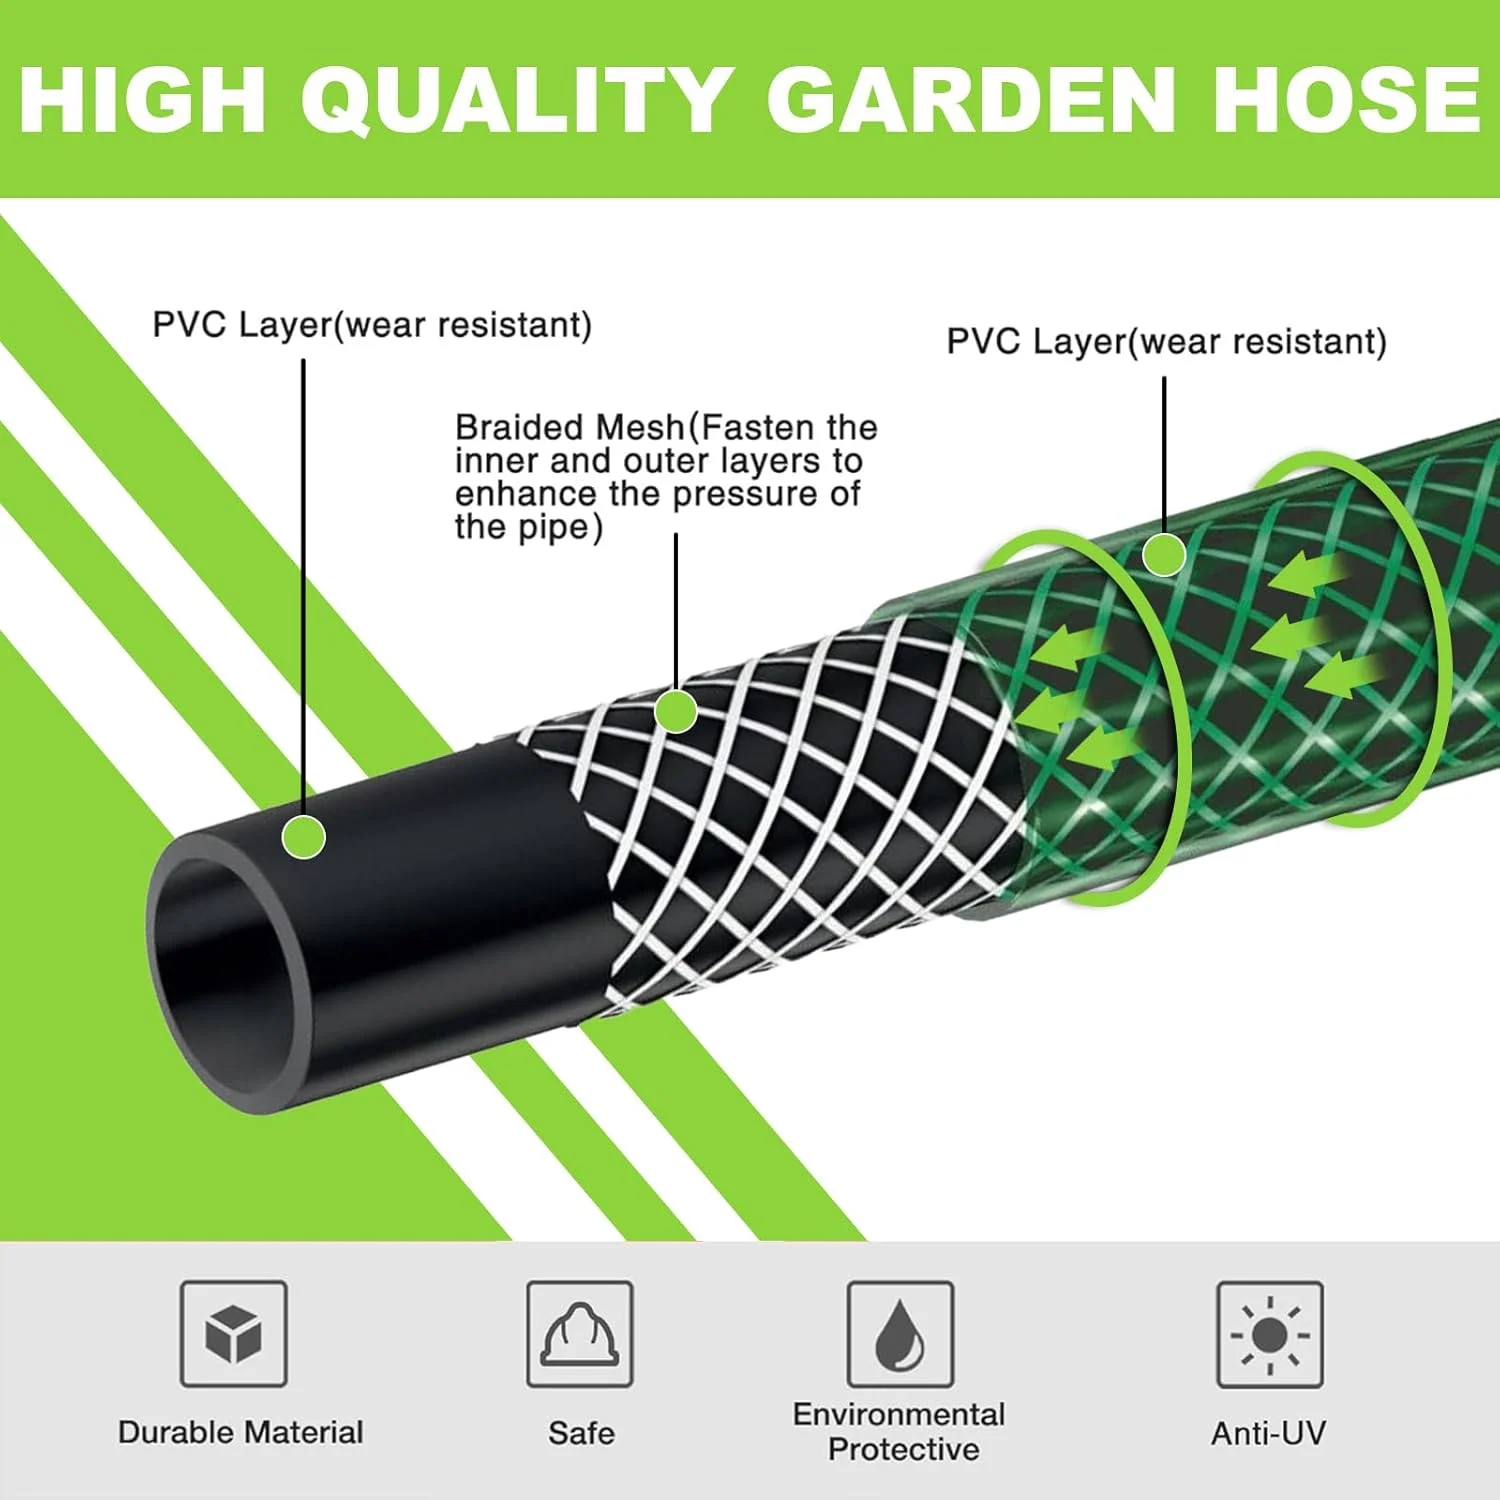 HIGH QUALITY GARDEN HOSE
PVC Layer(wear resistant)
PVC Layer(wear resistant)
Braided Mesh(Fasten the
inner and outer layers to
enhance the pressure of
the pipe)
Durable Material
Safe
Environmental
Protective
Anti-UV